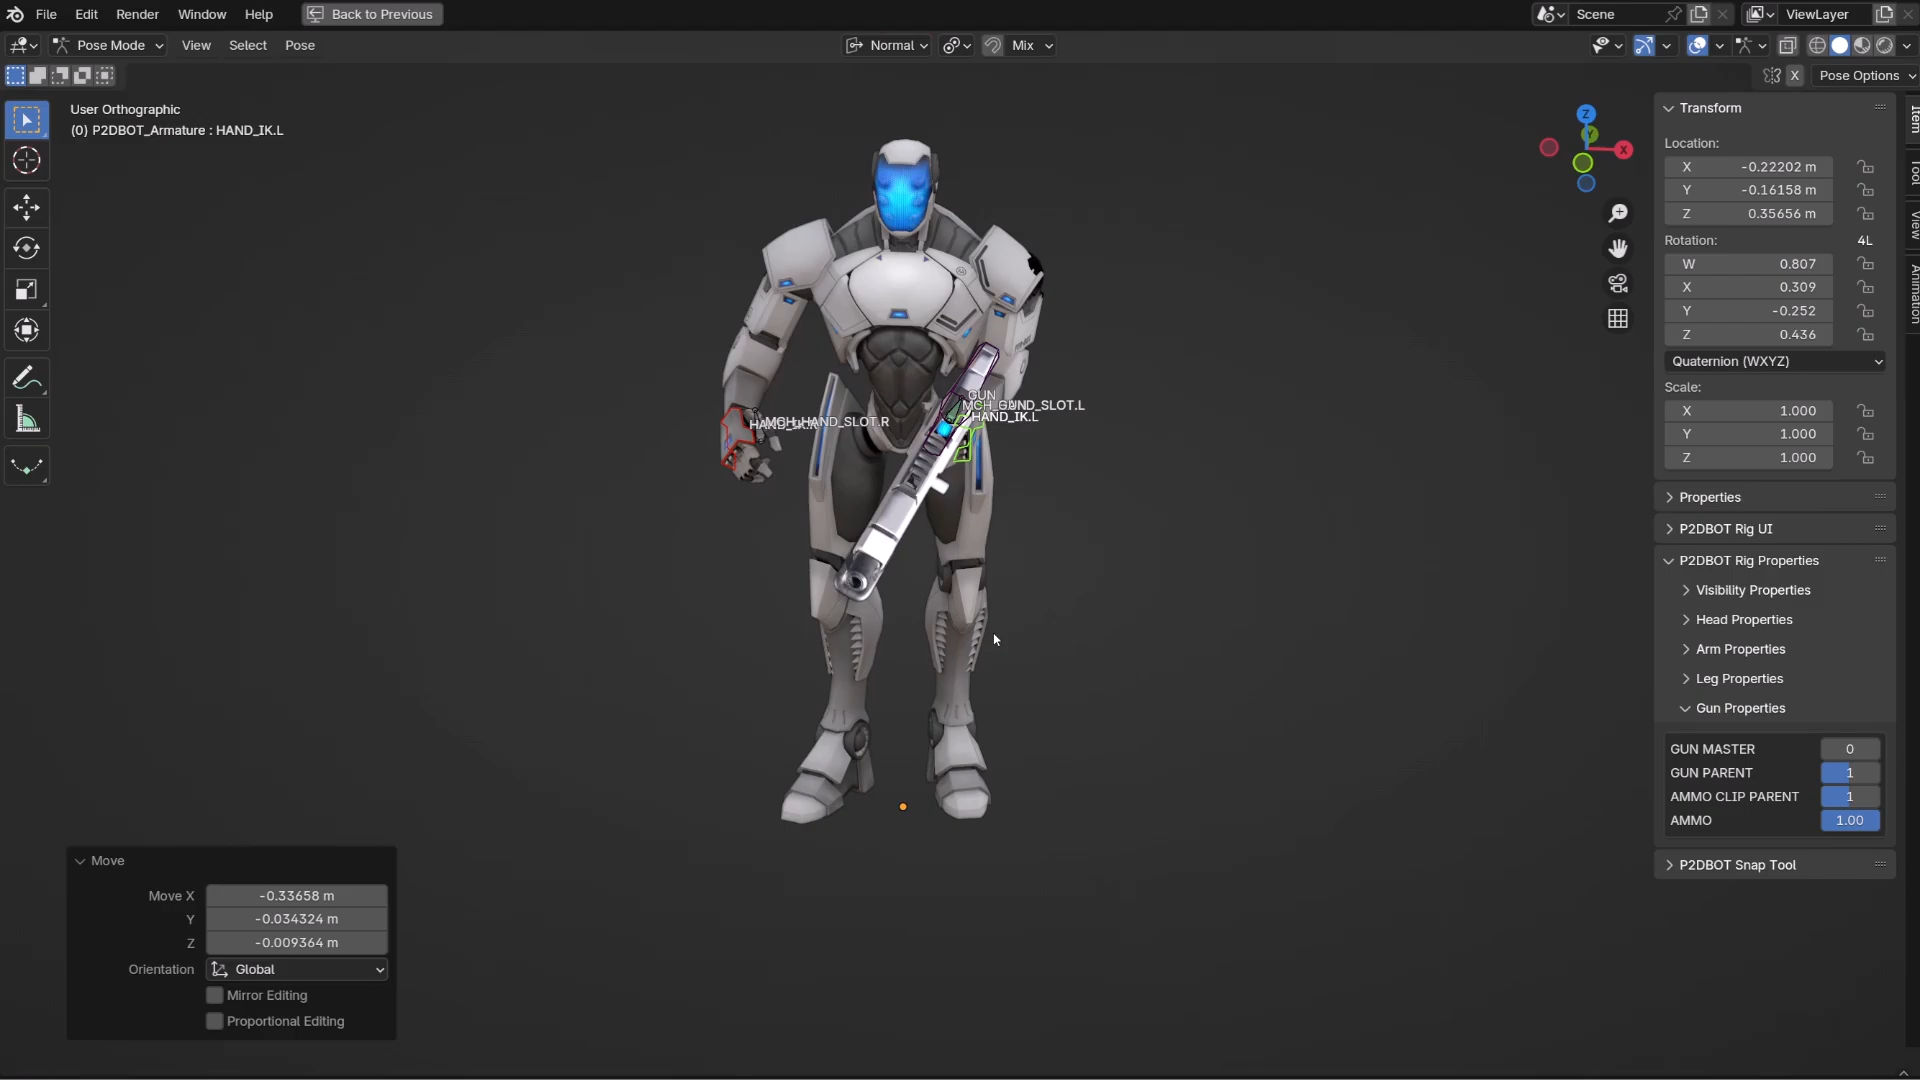 File Edit Render Window Help Back to Previous Scene ViewLayer
Pose Mode View Select Pose Normal Mix
X Pose Options
User Orthographic
(0) P2DBOT_Armature : HAND_IK.L
Z
Y
X
Item
Tool
View
Animation
Transform
Location:
X -0.22202 m
Y -0.16158 m
Z 0.35656 m
Rotation: 4L
W 0.807
X 0.309
Y -0.252
Z 0.436
Quaternion (WXYZ)
Scale:
X 1.000
Y 1.000
Z 1.000
GUN
HAND_IK.L
MCH_HAND_SLOT.R
Properties
P2DBOT Rig UI
P2DBOT Rig Properties
Visibility Properties
Head Properties
Arm Properties
Leg Properties
Gun Properties
GUN MASTER 0
GUN PARENT 1
AMMO CLIP PARENT 1
AMMO 1.00
P2DBOT Snap Tool
Move
Move X -0.33658 m
Y -0.034324 m
Z -0.009364 m
Orientation Global
Mirror Editing
Proportional Editing